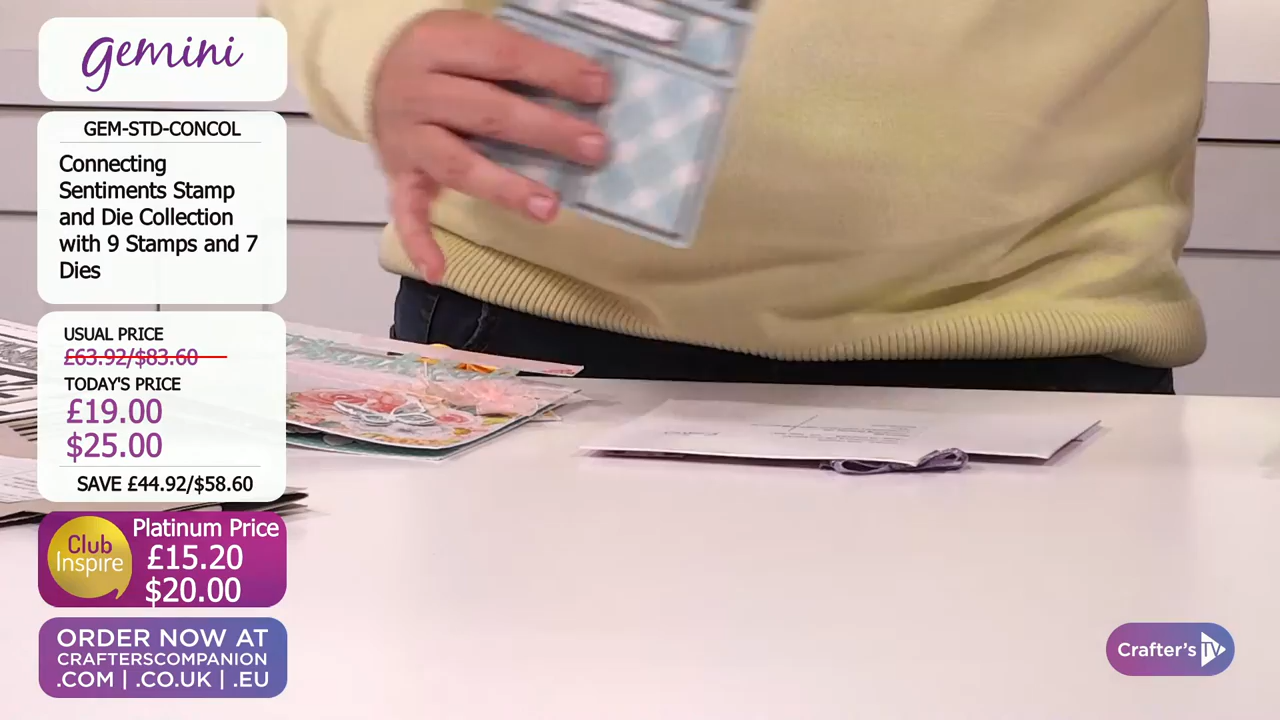 gemini
GEM-STD-CONCOL
Connecting
Sentiments Stamp
and Die Collection
with 9 Stamps and 7
Dies
USUAL PRICE
£63.92/$83.60
TODAY'S PRICE
£19.00
$25.00
SAVE £44.92/$58.60
Club
Inspire
Platinum Price
£15.20
$20.00
ORDER NOW AT
CRAFTERSCOMPANION
.COM | .CO.UK | .EU
Crafter's TV